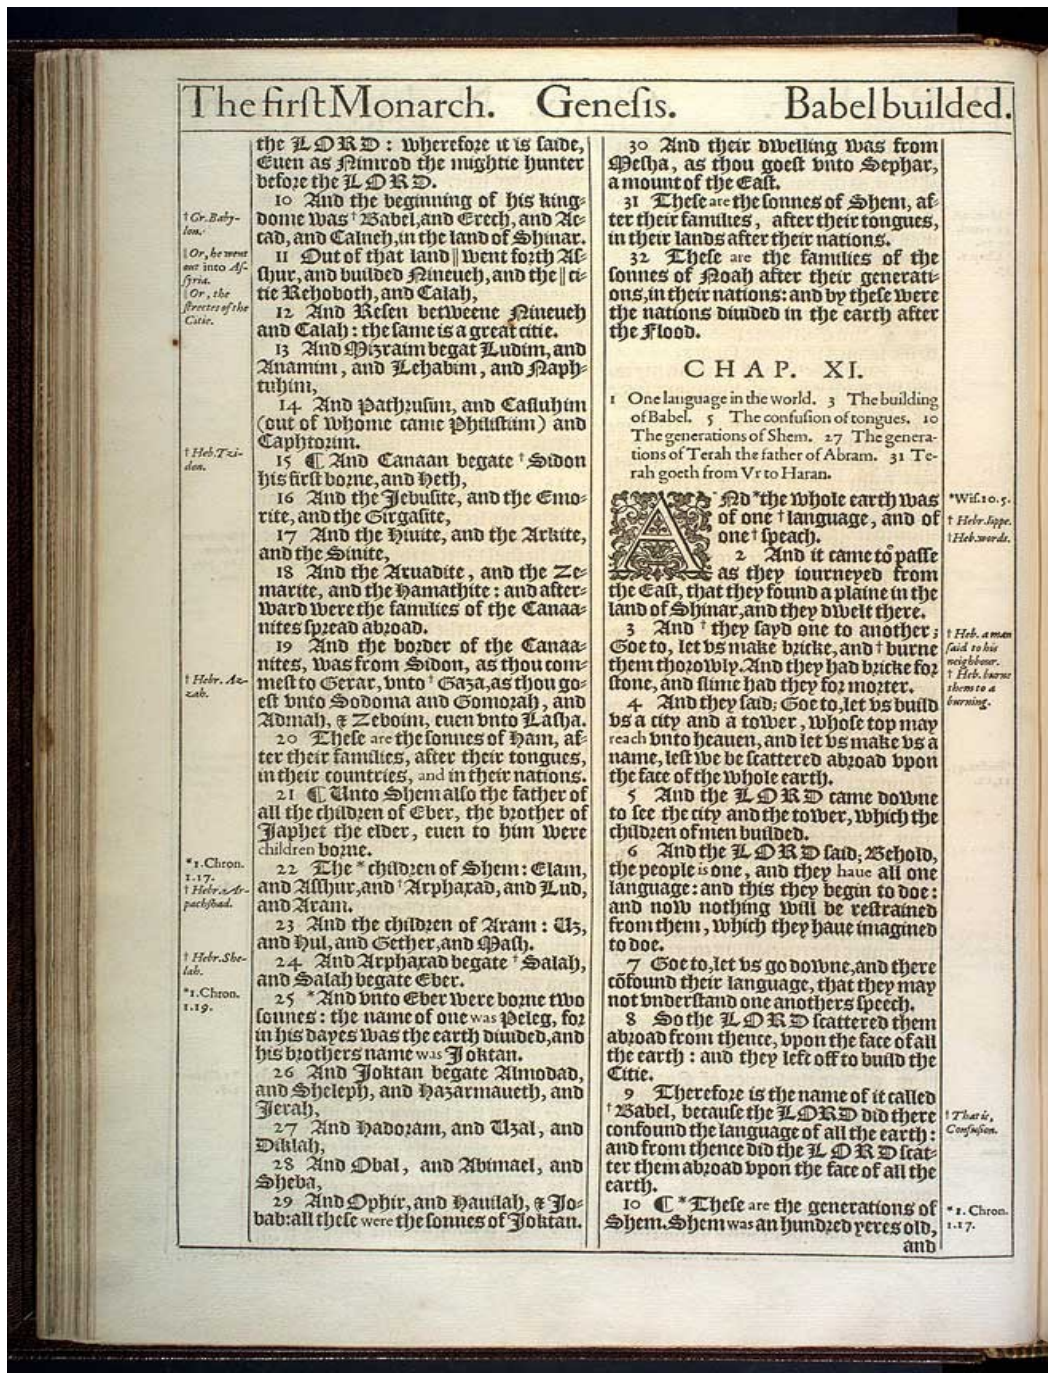 The firſt Monarch. Geneſis. Babel builded.
† Gr. Baby-
lon.
‖ Or, he went
out into Aſ-
ſyria.
‖ Or, the
ſtreetes of the
Citie.
† Heb. Tzi-
don.
† Hebr. Az-
zah.
*1. Chron.
1.17.
† Hebr. Ar-
pachſhad.
† Hebr. She-
lah.
*1. Chron.
1.19.
the LORD : wherefore it is ſaide,
Euen as Nimrod the mightie hunter
before the LORD.
10 And the beginning of his king-
dome was † Babel, and Erech, and Ac-
cad, and Calneh, in the land of Shinar.
11 Out of that land ‖ went forth Aſ-
ſhur, and builded Nineueh, and the ‖ ci-
tie Rehoboth, and Calah,
12 And Reſen betweene Nineueh
and Calah : the ſame is a great citie.
13 And Mizraim begat Ludim, and
Anamim, and Lehabim, and Naph-
tuhim,
14 And Pathruſim, and Caſluhim
(out of whome came Philiſtiim) and
Caphtorim.
15 ¶ And Canaan begate † Sidon
his firſt borne, and Heth,
16 And the Jebuſite, and the Emo-
rite, and the Girgaſite,
17 And the Hiuite, and the Arkite,
and the Sinite,
18 And the Aruadite, and the Ze-
marite, and the Hamathite : and after-
ward were the families of the Canaa-
nites ſpread abroad.
19 And the border of the Canaa-
nites, was from Sidon, as thou com-
meſt to Gerar, vnto † Gaza, as thou go-
eſt vnto Sodoma and Gomorah, and
Admah, & Zeboim, euen vnto Laſha.
20 Theſe are the ſonnes of Ham, af-
ter their families, after their tongues,
in their countries, and in their nations.
21 ¶ Unto Shem alſo the father of
all the children of Eber, the brother of
Japhet the elder, euen to him were
children borne.
22 The * children of Shem : Elam,
and Aſſhur, and † Arpharad, and Lud,
and Aram.
23 And the children of Aram : Uz,
and Hul, and Gether, and Maſh.
24 And Arpharad begate † Salah,
and Salah begate Eber.
25 * And vnto Eber were borne two
ſonnes : the name of one was Peleg, for
in his dayes was the earth diuided, and
his brothers name was Joktan.
26 And Joktan begate Almodad,
and Sheleph, and Hazarmaueth, and
Jerah,
27 And Hadoram, and Uzal, and
Diklah,
28 And Obal, and Abimael, and
Sheba,
29 And Ophir, and Hauilah, & Jo-
bab: all theſe were the ſonnes of Joktan.
30 And their dwelling was from
Meſha, as thou goeſt vnto Sephar,
a mount of the Eaſt.
31 Theſe are the ſonnes of Shem, af-
ter their families, after their tongues,
in their lands after their nations.
32 Theſe are the families of the
ſonnes of Noah after their generati-
ons, in their nations: and by theſe were
the nations diuided in the earth after
the Flood.
CHAP. XI.
1 One language in the world. 3 The building
of Babel. 5 The confuſion of tongues. 10
The generations of Shem. 27 The genera-
tions of Terah the father of Abram. 31 Te-
rah goeth from Vr to Haran.
ANd * the whole earth was
of one † language, and of
one † ſpeach.
2 And it came to paſſe
as they iourneyed from
the Eaſt, that they found a plaine in the
land of Shinar, and they dwelt there.
3 And † they ſayd one to another;
Goe to, let vs make bricke, and † burne
them thorowly. And they had bricke for
ſtone, and ſlime had they for morter.
4 And they ſaid; Goe to, let vs build
vs a city and a tower, whoſe top may
reach vnto heauen, and let vs make vs a
name, leſt we be ſcattered abroad vpon
the face of the whole earth.
5 And the LORD came downe
to ſee the city and the tower, which the
children of men builded.
6 And the LORD ſaid; Behold,
the people is one, and they haue all one
language : and this they begin to doe :
and now nothing will be reſtrained
from them, which they haue imagined
to doe.
7 Goe to, let vs go downe, and there
cõfound their language, that they may
not vnderſtand one anothers ſpeech.
8 So the LORD ſcattered them
abroad from thence, vpon the face of all
the earth : and they left off to build the
Citie.
9 Therefore is the name of it called
† Babel, becauſe the LORD did there
confound the language of all the earth :
and from thence did the LORD ſcat-
ter them abroad vpon the face of all the
earth.
10 ¶ * Theſe are the generations of
Shem. Shem was an hundred yeres old,
and
*Wiſ. 10. 5.
† Hebr. lippe.
† Heb. words.
† Heb. a man
ſaid to his
neighbour.
† Heb. burne
them to a
burning.
† That is,
Confuſion.
*1. Chron.
1.17.